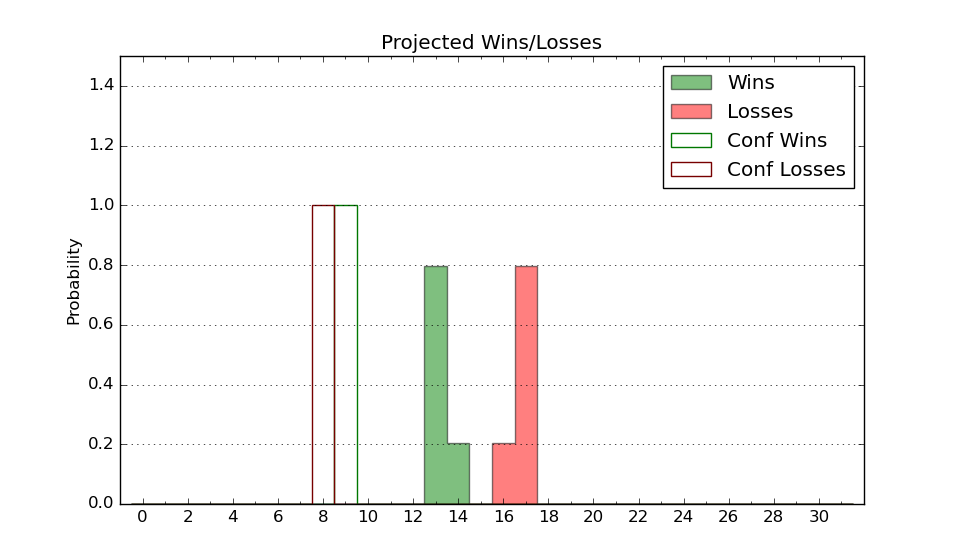 Projected Wins/Losses
1.4
1.2
1.0
0.8
0.6
0.4
0.2
0.0
Probability
Wins
Losses
Conf Wins
Conf Losses
0 2 4 6 8 10 12 14 16 18 20 22 24 26 28 30